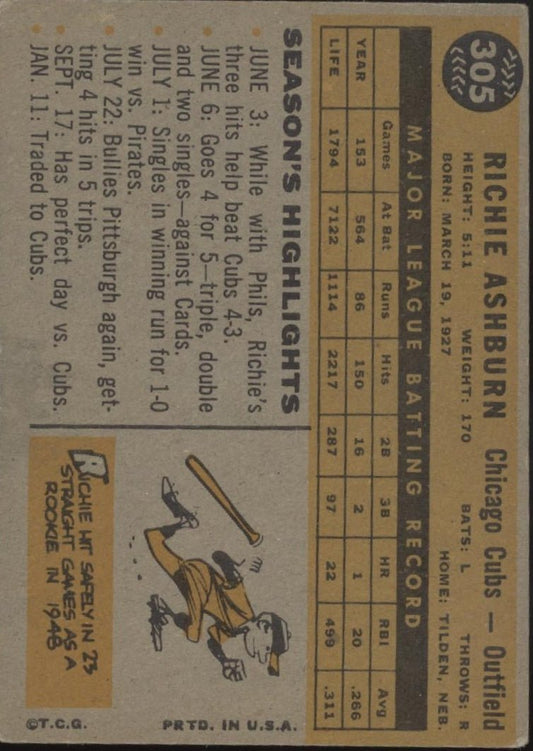 305
RICHIE ASHBURN Chicago Cubs — Outfield
HEIGHT: 5:11 WEIGHT: 170 BATS: L THROWS: R
BORN: MARCH 19, 1927 HOME: TILDEN, NEB.
MAJOR LEAGUE BATTING RECORD
Games At Bat Runs Hits 2B 3B HR RBI Avg
YEAR 153 564 86 150 16 2 1 20 .266
LIFE 1794 7122 1114 2217 287 97 22 499 .311
SEASON'S HIGHLIGHTS
• JUNE 3: While with Phils, Richie's
three hits help beat Cubs 4-3.
• JUNE 6: Goes 4 for 5—triple, double
and two singles—against Cards.
• JULY 1: Singles in winning run for 1-0
win vs. Pirates.
• JULY 22: Bullies Pittsburgh again, get-
ting 4 hits in 5 trips.
• SEPT. 17: Has perfect day vs. Cubs.
• JAN. 11: Traded to Cubs.
RICHIE HIT SAFELY IN 23
STRAIGHT GAMES AS A
ROOKIE IN 1948
©T.C.G. PRTD. IN U.S.A.